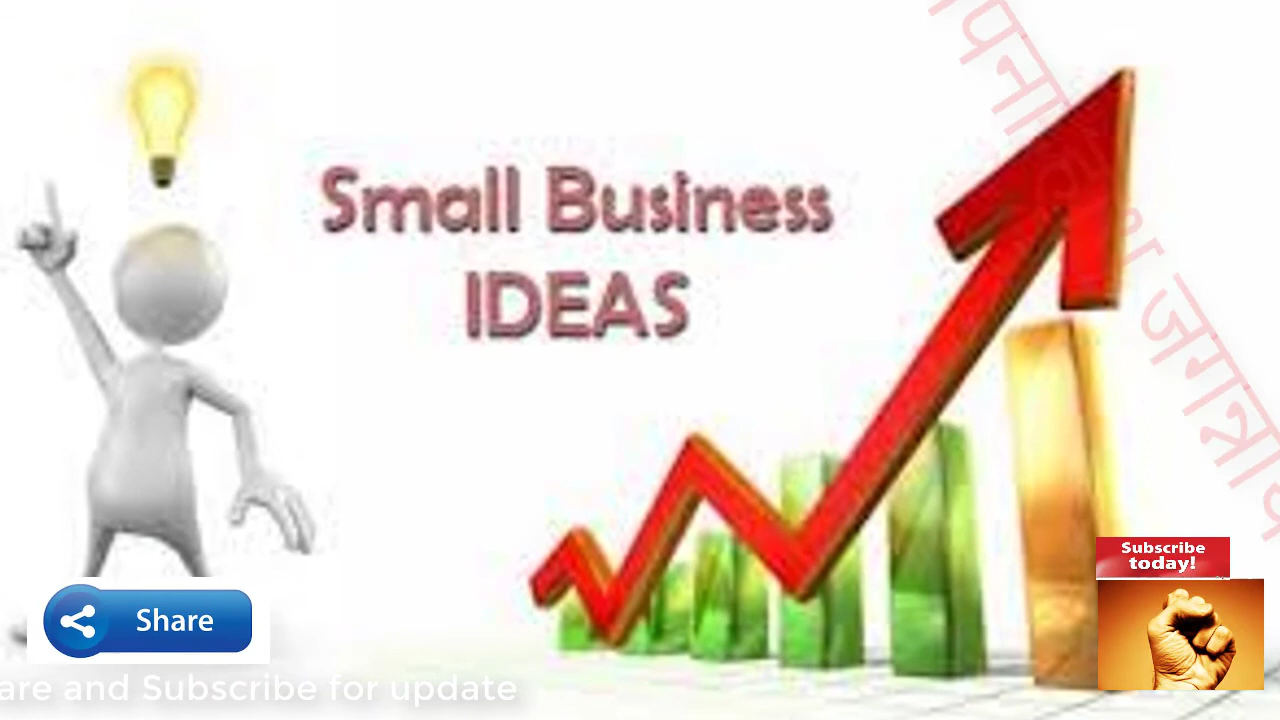 Small Business
IDEAS
Subscribe
today!
Share
are and Subscribe for update